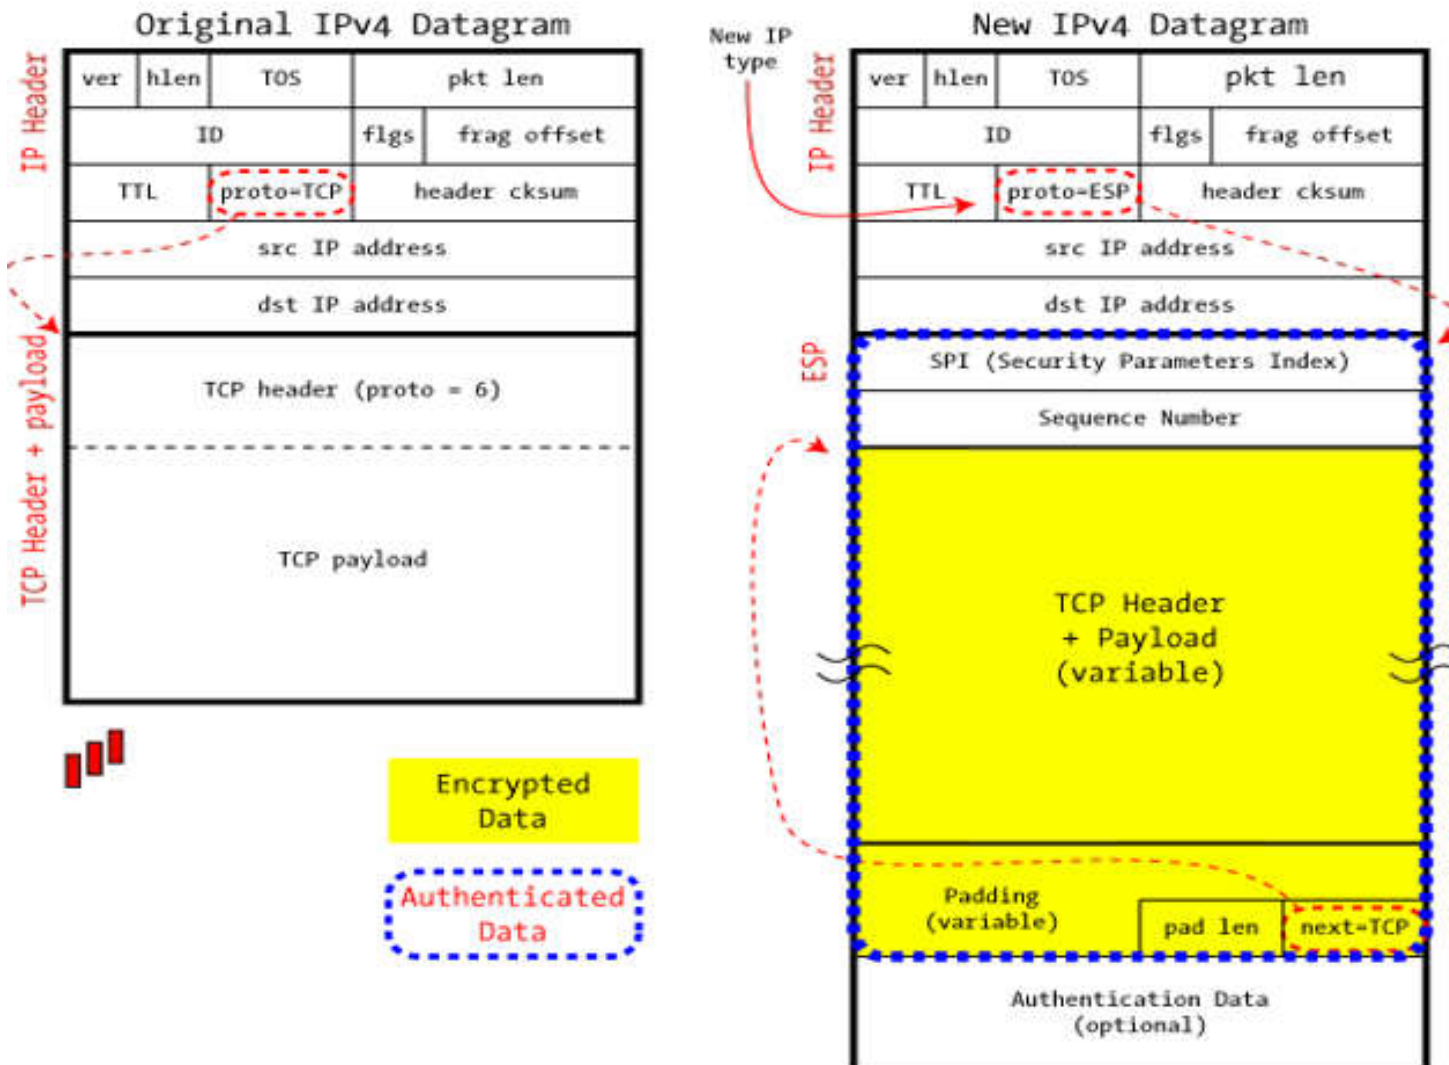 Original IPv4 Datagram
IP Header
ver hlen TOS pkt len
ID flgs frag offset
TTL proto=TCP header cksum
src IP address
dst IP address
TCP Header + payload
TCP header (proto = 6)
TCP payload
Encrypted
Data
Authenticated
Data
New IPv4 Datagram
New IP
type
IP Header
ver hlen TOS pkt len
ID flgs frag offset
TTL proto=ESP header cksum
src IP address
dst IP address
ESP
SPI (Security Parameters Index)
Sequence Number
TCP Header
+ Payload
(variable)
Padding
(variable)
pad len next=TCP
Authentication Data
(optional)